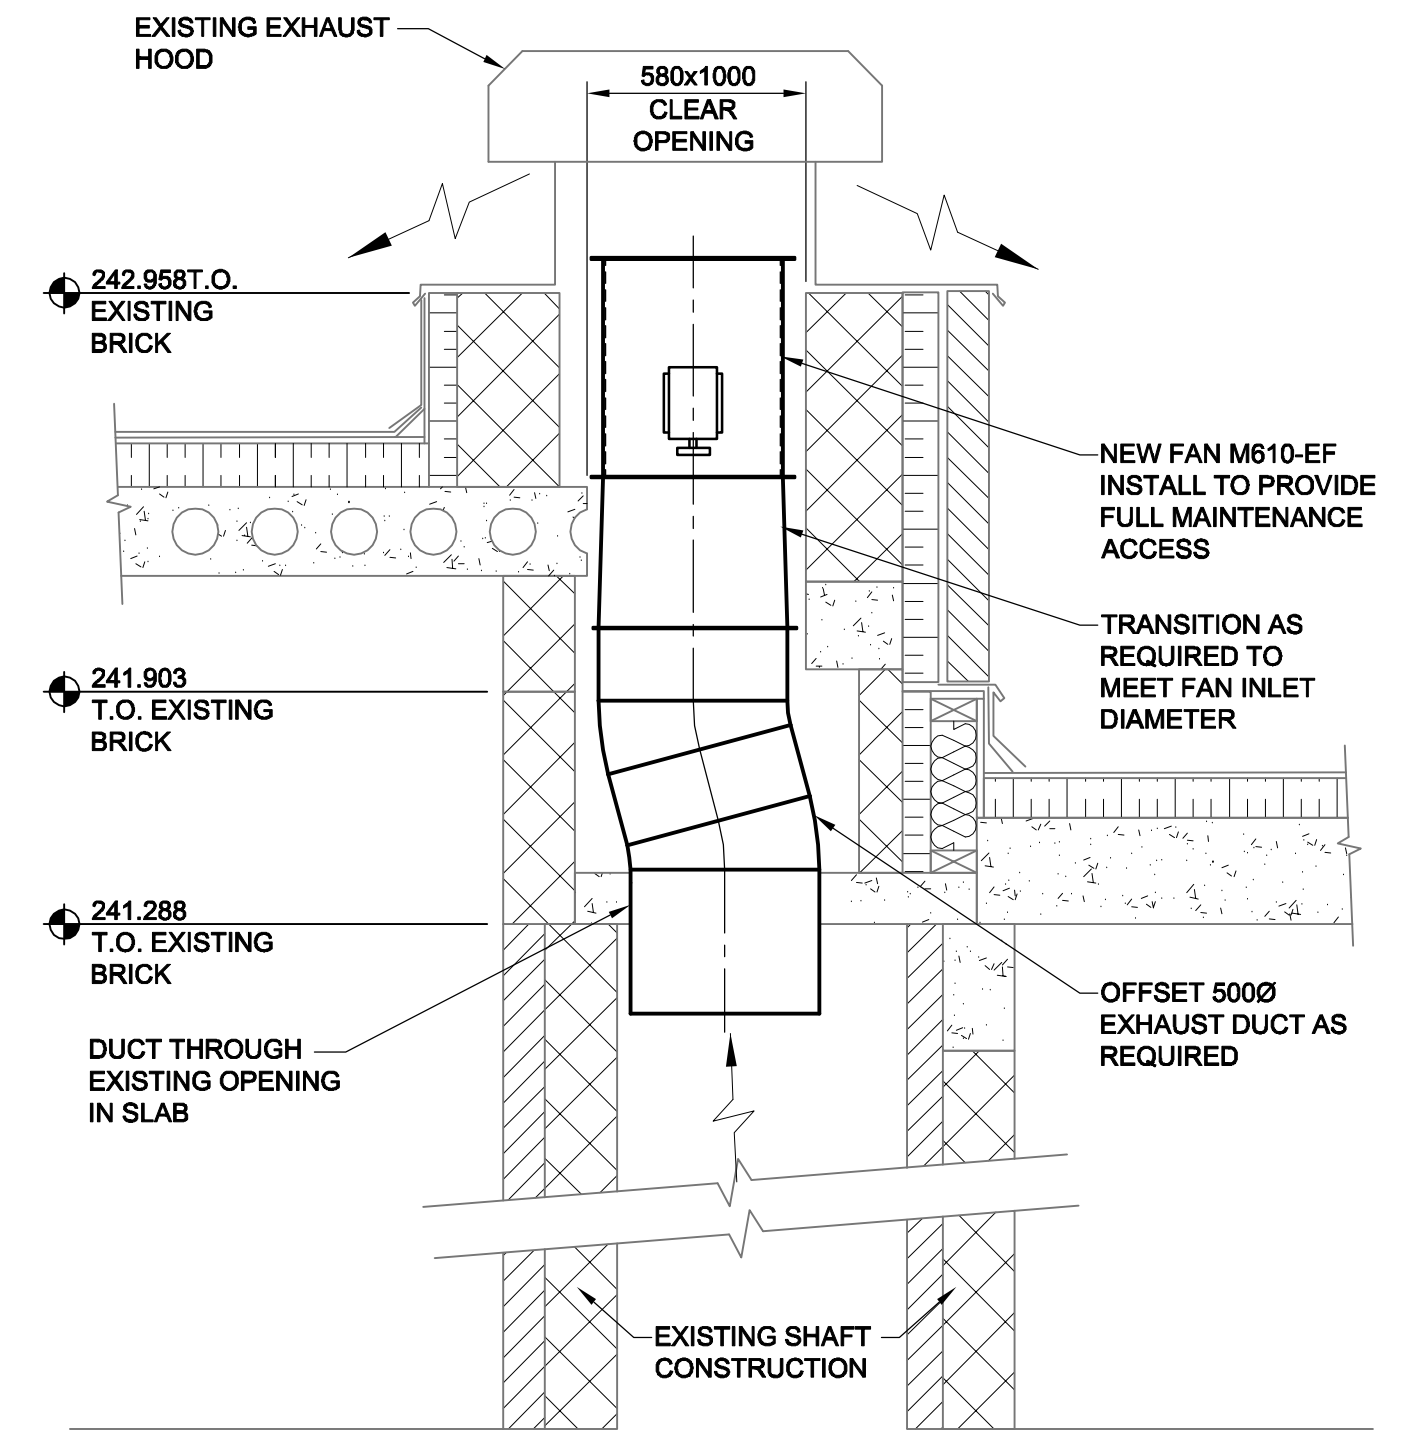 EXISTING EXHAUST
HOOD
580x1000
CLEAR
OPENING
242.958T.O.
EXISTING
BRICK
NEW FAN M610-EF
INSTALL TO PROVIDE
FULL MAINTENANCE
ACCESS
TRANSITION AS
REQUIRED TO
MEET FAN INLET
DIAMETER
241.903
T.O. EXISTING
BRICK
241.288
T.O. EXISTING
BRICK
OFFSET 500Ø
EXHAUST DUCT AS
REQUIRED
DUCT THROUGH
EXISTING OPENING
IN SLAB
EXISTING SHAFT
CONSTRUCTION